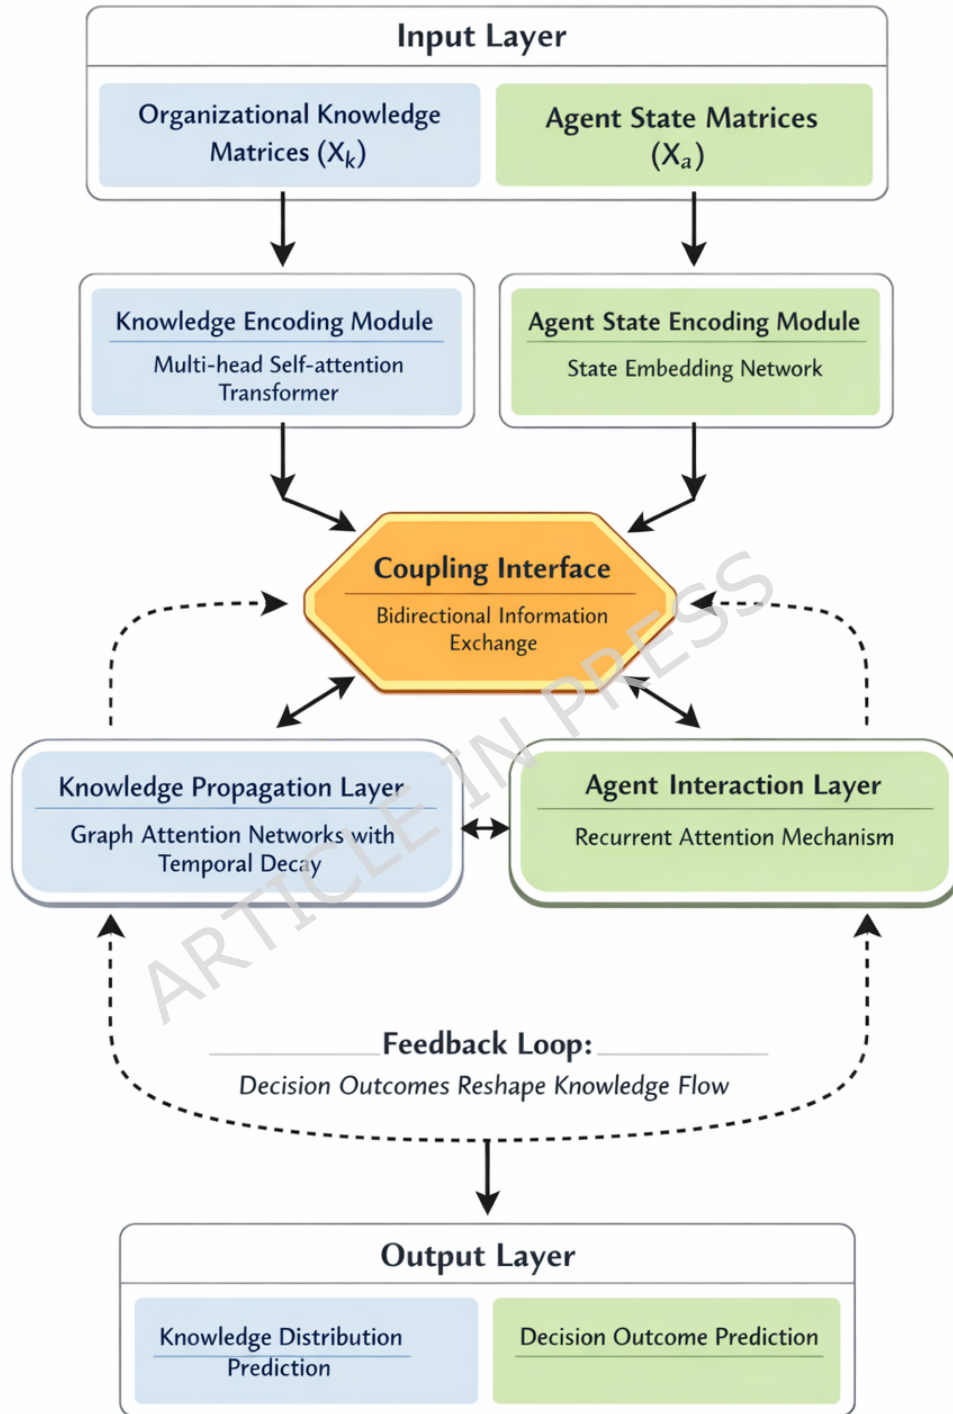 Input Layer
Organizational Knowledge
Matrices (Xₖ)
Agent State Matrices
(Xₐ)
Knowledge Encoding Module
Multi-head Self-attention
Transformer
Agent State Encoding Module
State Embedding Network
Coupling Interface
Bidirectional Information
Exchange
Knowledge Propagation Layer
Graph Attention Networks with
Temporal Decay
Agent Interaction Layer
Recurrent Attention Mechanism
ARTICLE IN PRESS
Feedback Loop:
Decision Outcomes Reshape Knowledge Flow
Output Layer
Knowledge Distribution
Prediction
Decision Outcome Prediction